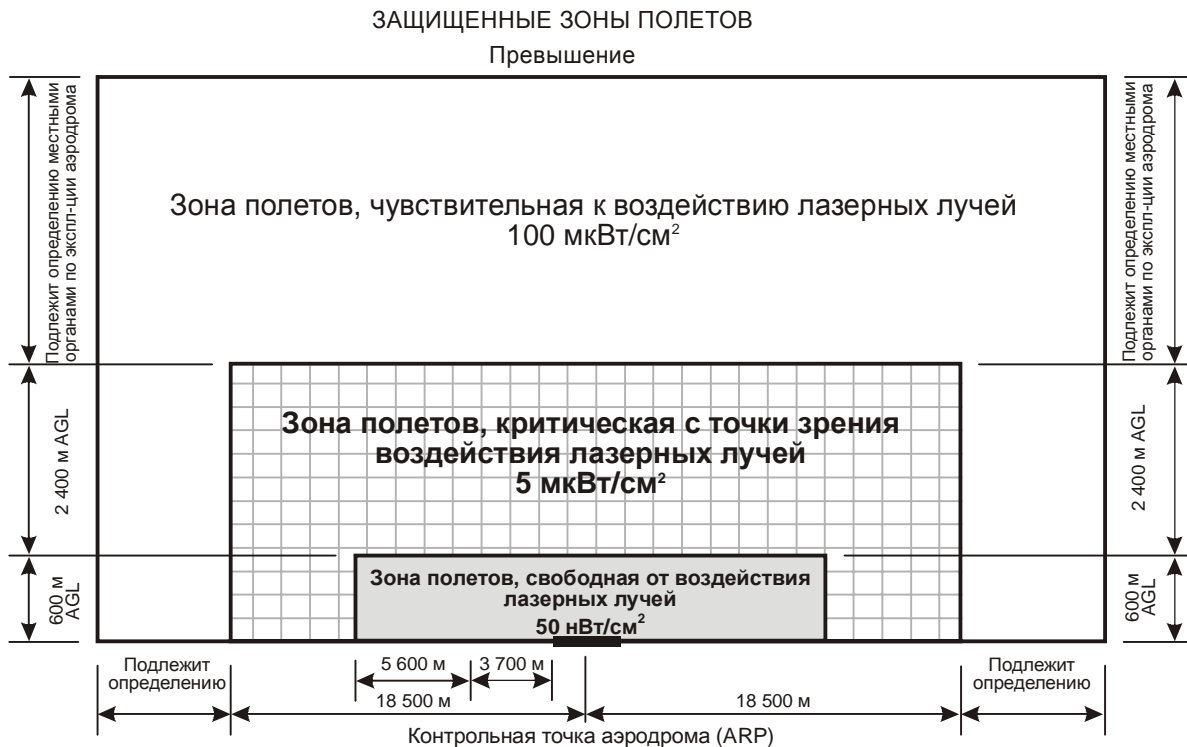 ЗАЩИЩЕННЫЕ ЗОНЫ ПОЛЕТОВ
Превышение
Подлежит определению местными
органами по экспл-ции аэродрома
Зона полетов, чувствительная к воздействию лазерных лучей
100 мкВт/см²
Подлежит определению местными
органами по экспл-ции аэродрома
2 400 м AGL
Зона полетов, критическая с точки зрения
воздействия лазерных лучей
5 мкВт/см²
2 400 м AGL
600 м
AGL
Зона полетов, свободная от воздействия
лазерных лучей
50 нВт/см²
600 м
AGL
Подлежит
определению
5 600 м
3 700 м
Подлежит
определению
18 500 м
18 500 м
Контрольная точка аэродрома (ARP)